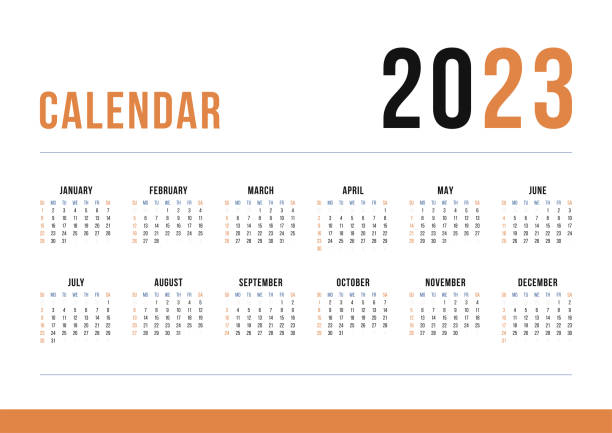 2023
CALENDAR
JANUARY
SU MO TU WE TH FR SA
1 2 3 4 5 6 7
8 9 10 11 12 13 14
15 16 17 18 19 20 21
22 23 24 25 26 27 28
29 30 31
FEBRUARY
SU MO TU WE TH FR SA
1 2 3 4
5 6 7 8 9 10 11
12 13 14 15 16 17 18
19 20 21 22 23 24 25
26 27 28
MARCH
SU MO TU WE TH FR SA
1 2 3 4
5 6 7 8 9 10 11
12 13 14 15 16 17 18
19 20 21 22 23 24 25
26 27 28 29 30 31
APRIL
SU MO TU WE TH FR SA
1
2 3 4 5 6 7 8
9 10 11 12 13 14 15
16 17 18 19 20 21 22
23 24 25 26 27 28 29
30
MAY
SU MO TU WE TH FR SA
1 2 3 4 5 6
7 8 9 10 11 12 13
14 15 16 17 18 19 20
21 22 23 24 25 26 27
28 29 30 31
JUNE
SU MO TU WE TH FR SA
1 2 3
4 5 6 7 8 9 10
11 12 13 14 15 16 17
18 19 20 21 22 23 24
25 26 27 28 29 30
JULY
SU MO TU WE TH FR SA
1
2 3 4 5 6 7 8
9 10 11 12 13 14 15
16 17 18 19 20 21 22
23 24 25 26 27 28 29
30 31
AUGUST
SU MO TU WE TH FR SA
1 2 3 4 5
6 7 8 9 10 11 12
13 14 15 16 17 18 19
20 21 22 23 24 25 26
27 28 29 30 31
SEPTEMBER
SU MO TU WE TH FR SA
1 2
3 4 5 6 7 8 9
10 11 12 13 14 15 16
17 18 19 20 21 22 23
24 25 26 27 28 29 30
OCTOBER
SU MO TU WE TH FR SA
1 2 3 4 5 6 7
8 9 10 11 12 13 14
15 16 17 18 19 20 21
22 23 24 25 26 27 28
29 30 31
NOVEMBER
SU MO TU WE TH FR SA
1 2 3 4
5 6 7 8 9 10 11
12 13 14 15 16 17 18
19 20 21 22 23 24 25
26 27 28 29 30
DECEMBER
SU MO TU WE TH FR SA
1 2
3 4 5 6 7 8 9
10 11 12 13 14 15 16
17 18 19 20 21 22 23
24 25 26 27 28 29 30
31